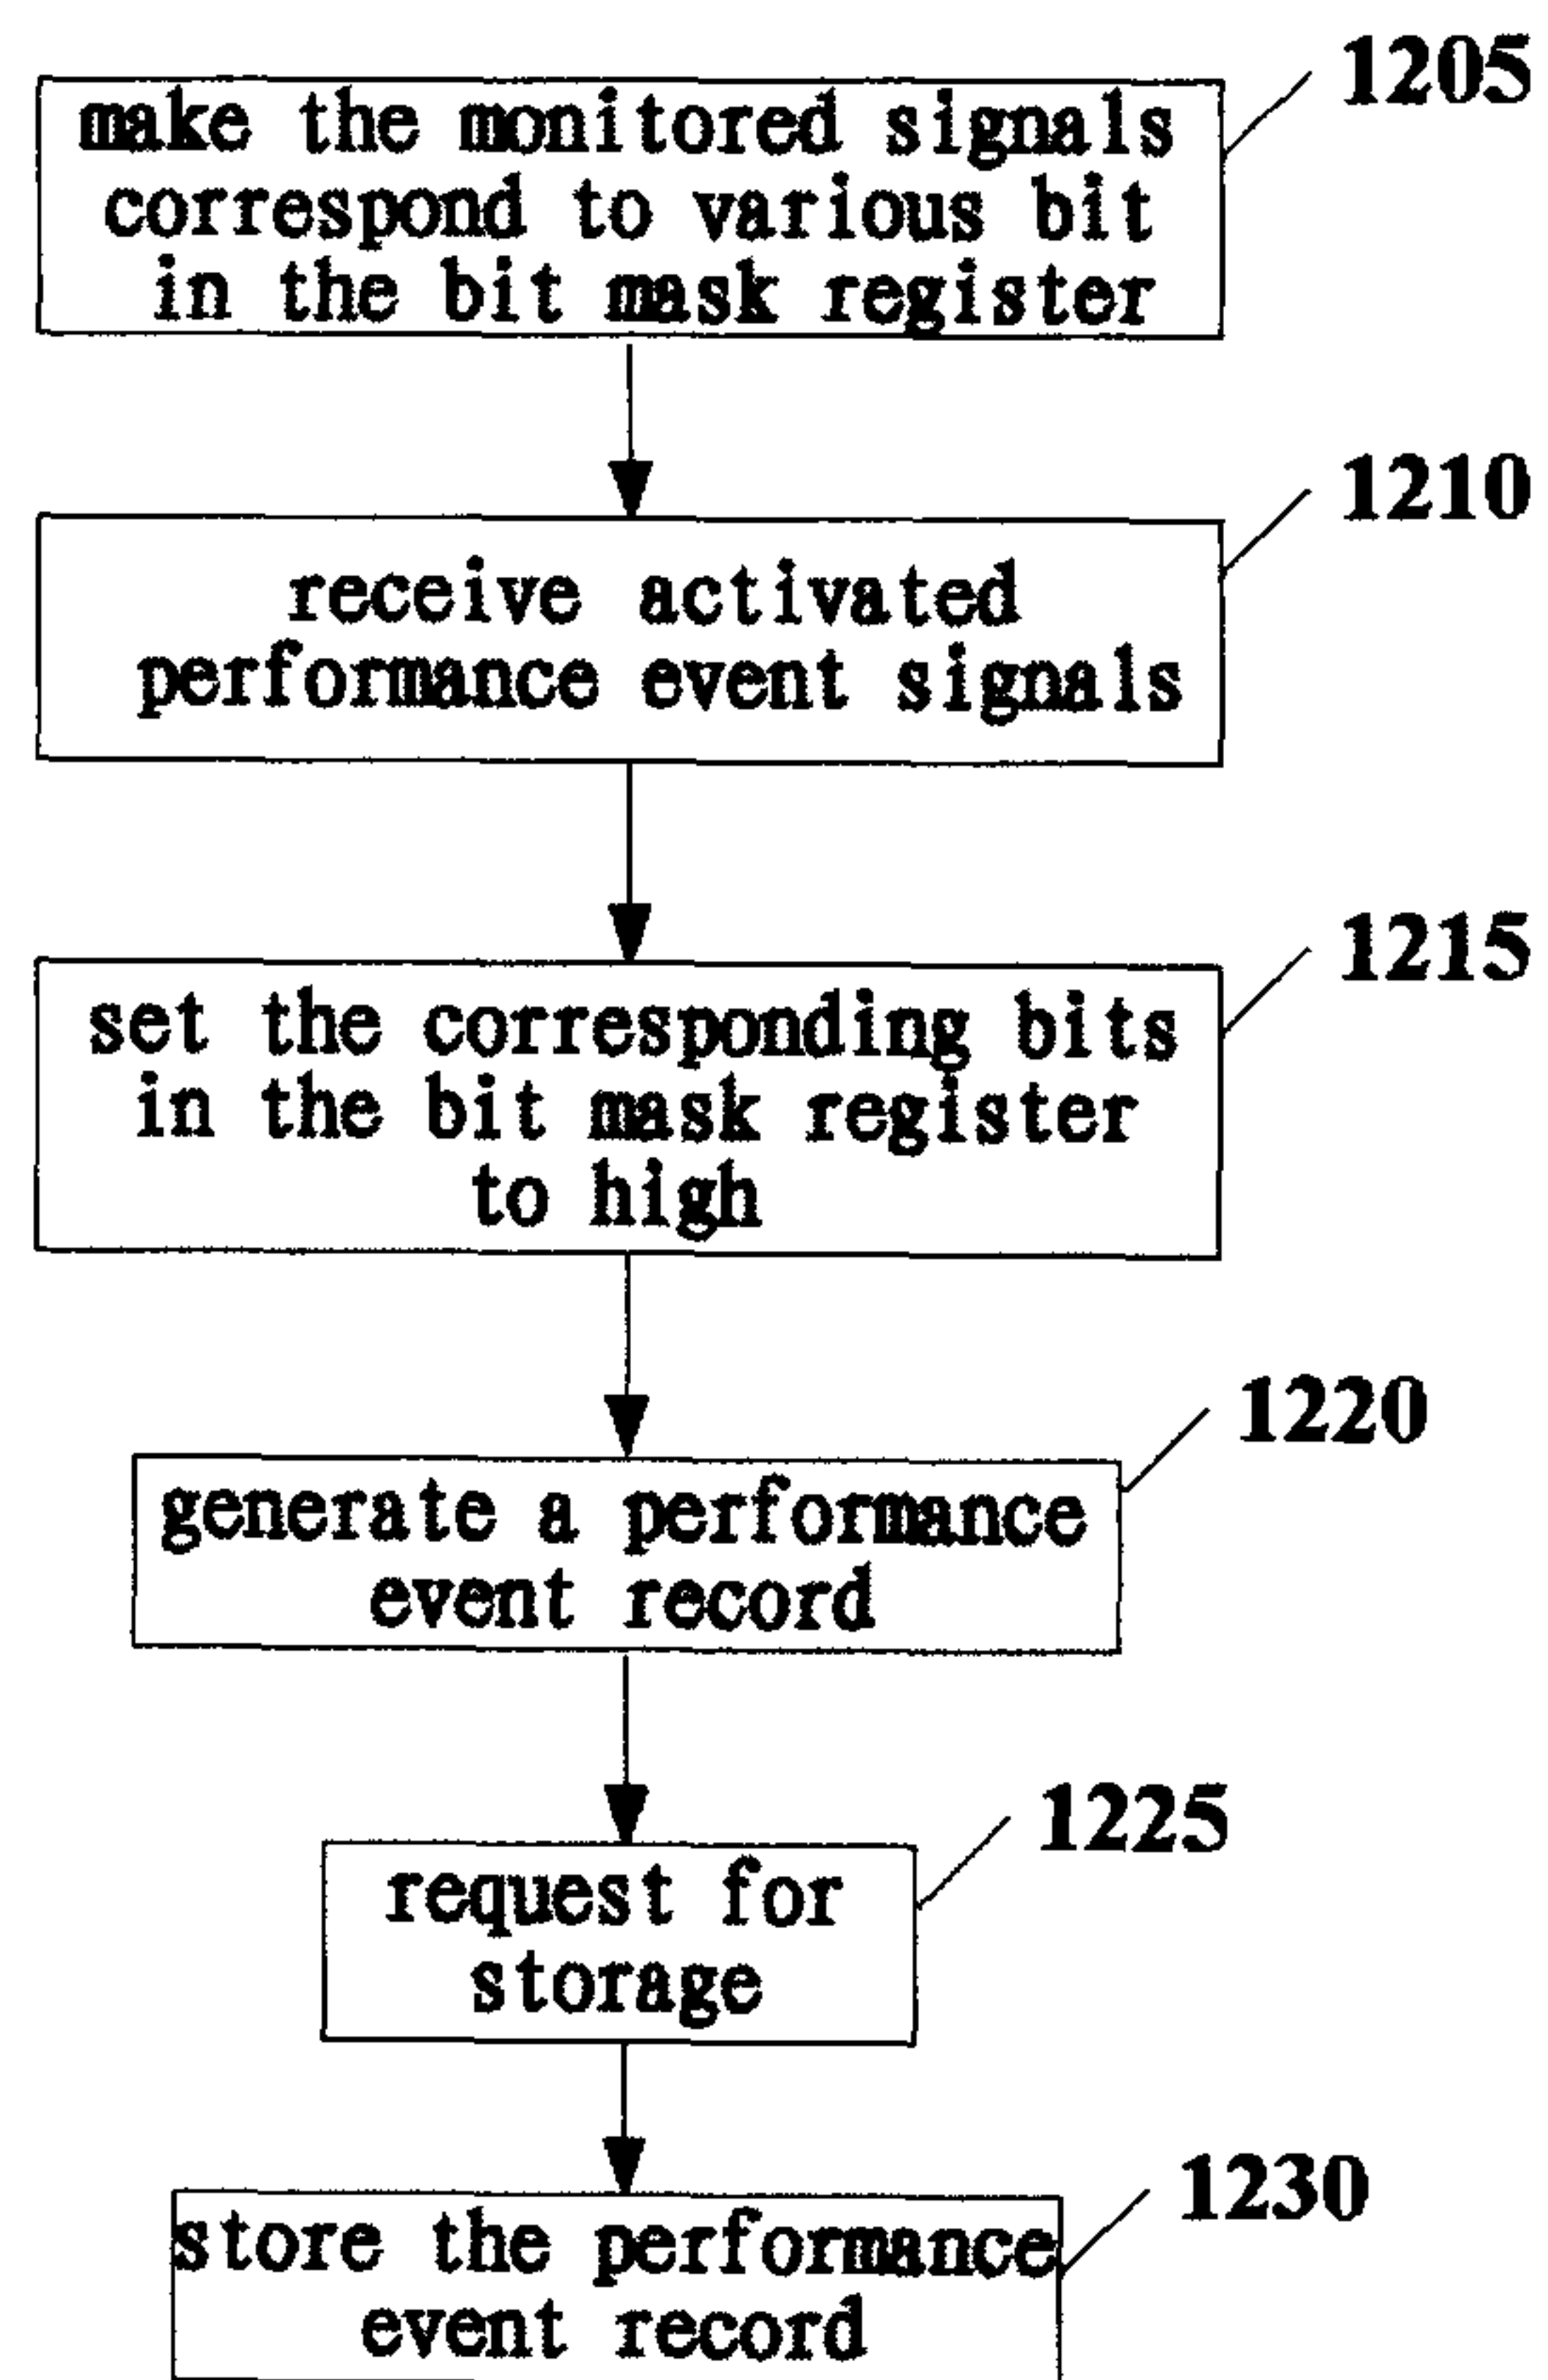 1205
make the monitored signals
correspond to various bit
in the bit mask register
1210
receive activated
performance event signals
1215
set the corresponding bits
in the bit mask register
to high
1220
generate a performance
event record
1225
request for
storage
1230
store the performance
event record